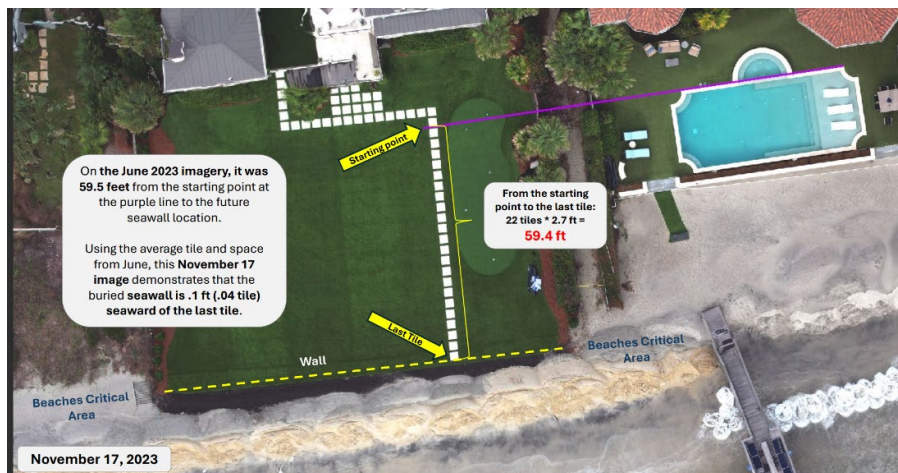 Starting point
On the June 2023 imagery, it was
59.5 feet from the starting point at
the purple line to the future
seawall location.
Using the average tile and space
from June, this November 17
image demonstrates that the
buried seawall is .1 ft (.04 tile)
seaward of the last tile.
From the starting
point to the last tile:
22 tiles * 2.7 ft =
59.4 ft
Last Tile
Wall
Beaches Critical
Area
Beaches Critical
Area
November 17, 2023